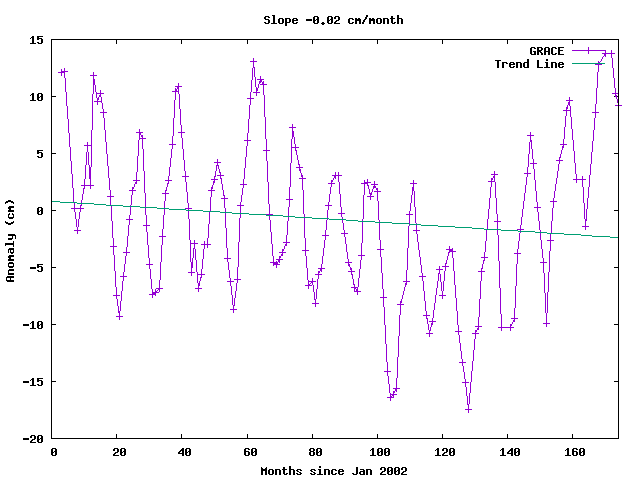 Slope -0.02 cm/month
GRACE
Trend Line
15
10
5
0
-5
-10
-15
-20
Anomaly (cm)
0 20 40 60 80 100 120 140 160
Months since Jan 2002